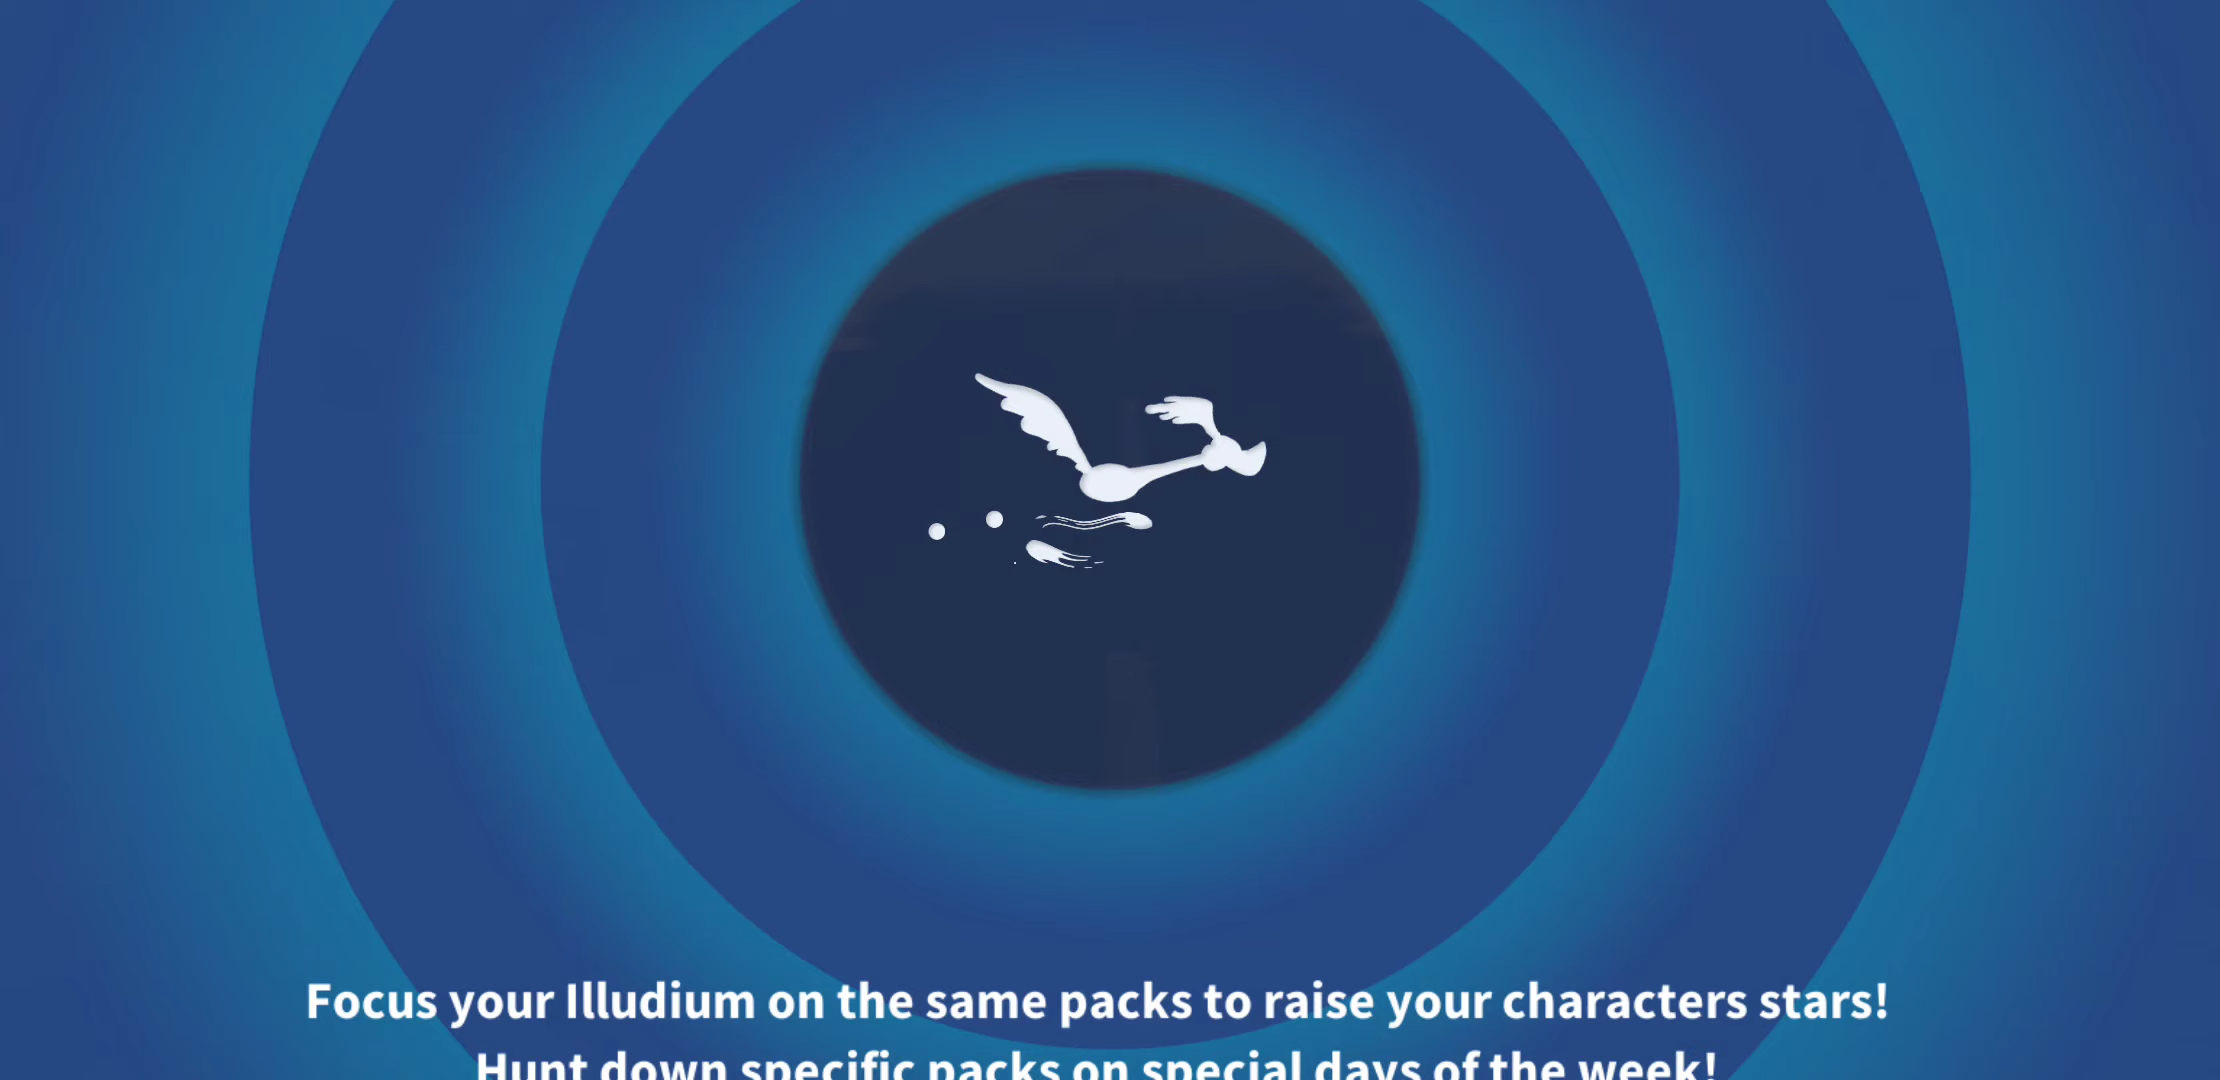 Focus your Illudium on the same packs to raise your characters stars!
Hunt down specific packs on special days of the week!